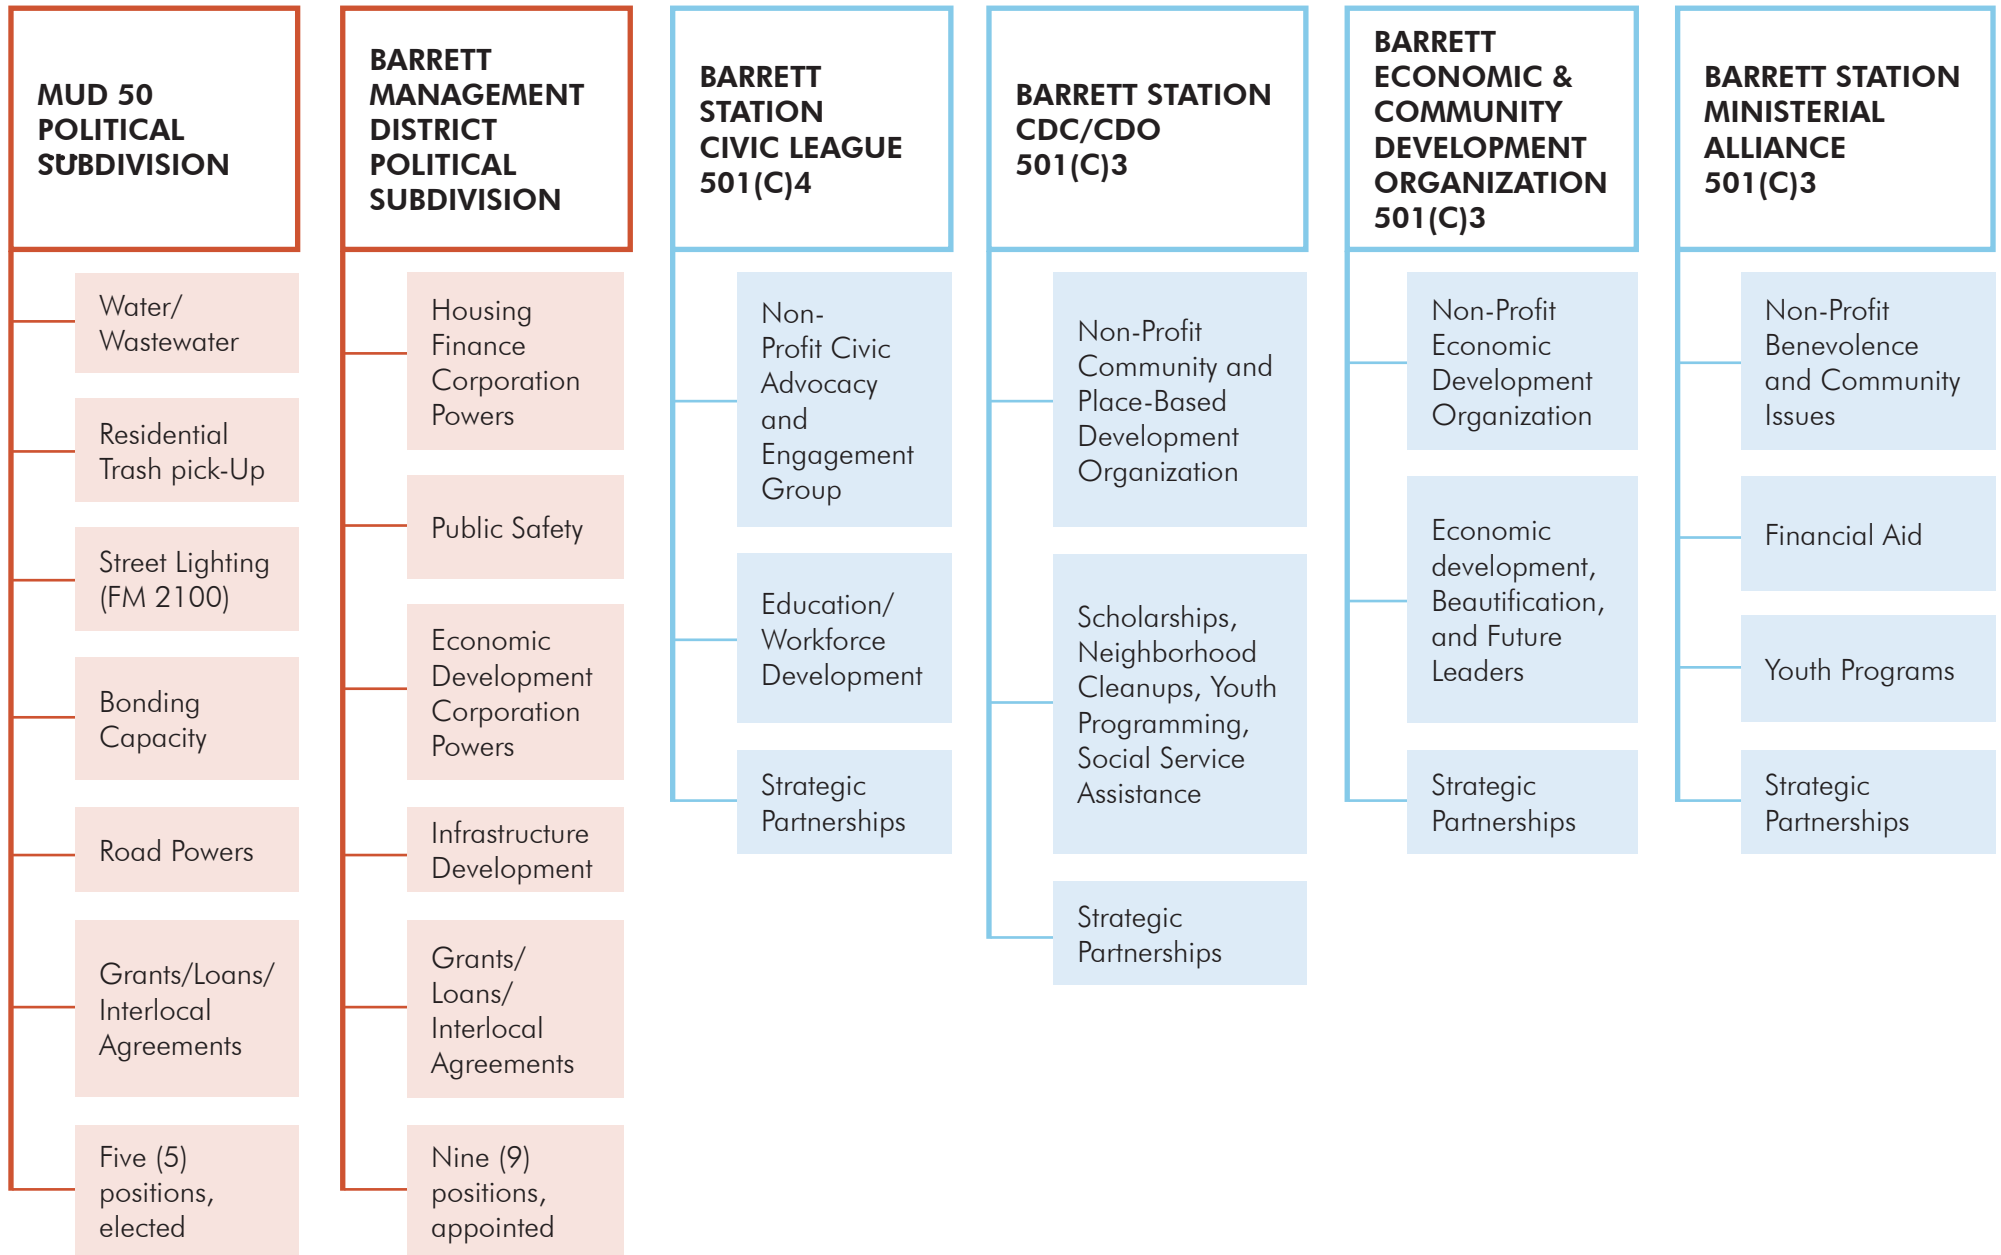 MUD 50
POLITICAL
SUBDIVISION
Water/
Wastewater
Residential
Trash pick-Up
Street Lighting
(FM 2100)
Bonding
Capacity
Road Powers
Grants/Loans/
Interlocal
Agreements
Five (5)
positions,
elected
BARRETT
MANAGEMENT
DISTRICT
POLITICAL
SUBDIVISION
Housing
Finance
Corporation
Powers
Public Safety
Economic
Development
Corporation
Powers
Infrastructure
Development
Grants/
Loans/
Interlocal
Agreements
Nine (9)
positions,
appointed
BARRETT
STATION
CIVIC LEAGUE
501(C)4
Non-
Profit Civic
Advocacy
and
Engagement
Group
Education/
Workforce
Development
Strategic
Partnerships
BARRETT STATION
CDC/CDO
501(C)3
Non-Profit
Community and
Place-Based
Development
Organization
Scholarships,
Neighborhood
Cleanups, Youth
Programming,
Social Service
Assistance
Strategic
Partnerships
BARRETT
ECONOMIC &
COMMUNITY
DEVELOPMENT
ORGANIZATION
501(C)3
Non-Profit
Economic
Development
Organization
Economic
development,
Beautification,
and Future
Leaders
Strategic
Partnerships
BARRETT STATION
MINISTERIAL
ALLIANCE
501(C)3
Non-Profit
Benevolence
and Community
Issues
Financial Aid
Youth Programs
Strategic
Partnerships